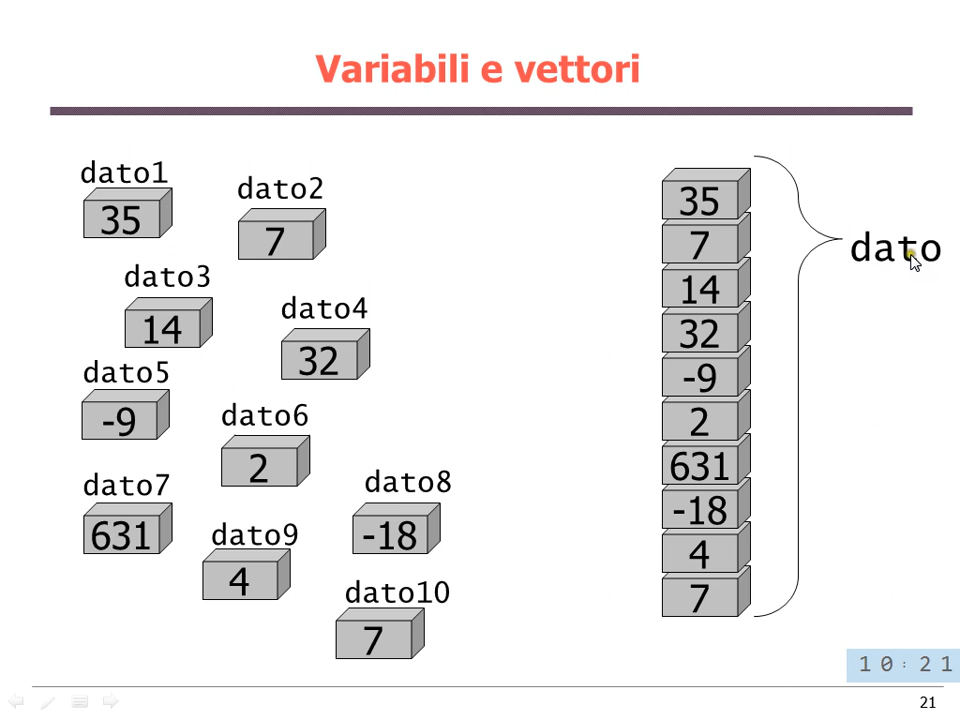 Variabili e vettori
dato1
35
dato2
7
dato3
14
dato4
32
dato5
-9
dato6
2
dato7
631
dato8
-18
dato9
4
dato10
7
35
7
14
32
-9
2
631
-18
4
7
dato
10:21
21